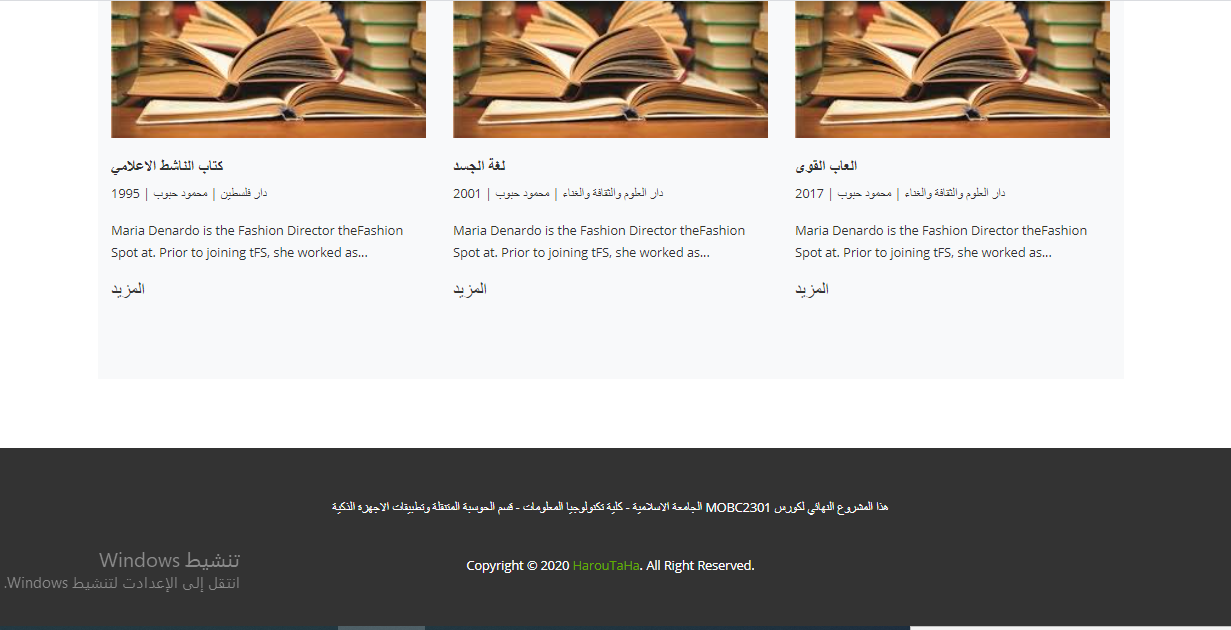 كتاب الناشط الاعلامي
1995 | محمود حبوب | دار فلسطين
Maria Denardo is the Fashion Director theFashion
Spot at. Prior to joining tFS, she worked as...
المزيد
لغة الجسد
2001 | محمود حبوب | دار العلوم والثقافة والغناء
Maria Denardo is the Fashion Director theFashion
Spot at. Prior to joining tFS, she worked as...
المزيد
العاب القوى
2017 | محمود حبوب | دار العلوم والثقافة والغناء
Maria Denardo is the Fashion Director theFashion
Spot at. Prior to joining tFS, she worked as...
المزيد
هذا المشروع النهائي لكورس MOBC2301 الجامعة الاسلامية - كلية تكنولوجيا المعلومات - قسم الحوسبة المتنقلة وتطبيقات الاجهزة الذكية
Copyright © 2020 HarouTaHa. All Right Reserved.
تنشيط Windows
انتقل إلى الإعدادت لتنشيط Windows.